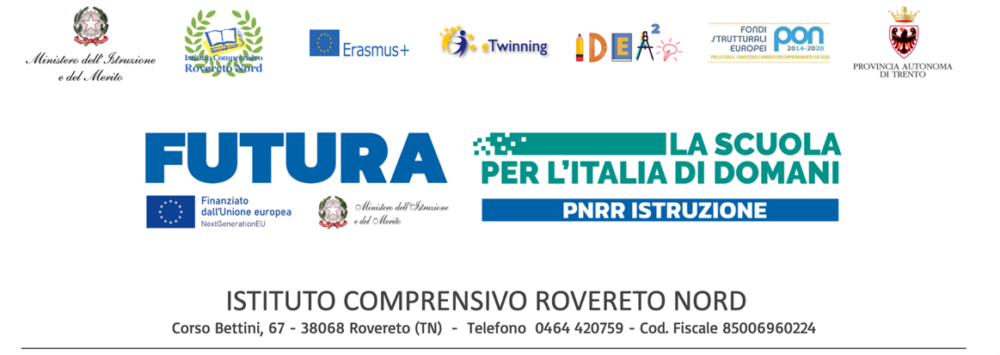 Ministero dell'Istruzione
e del Merito
Istituto Comprensivo
Rovereto Nord
Erasmus+
eTwinning
IDEA2
FONDI
STRUTTURALI
EUROPEI
pon
2014-2020
PER LA SCUOLA - COMPETENZE E AMBIENTI PER L'APPRENDIMENTO (FSE-FESR)
PROVINCIA AUTONOMA
DI TRENTO
FUTURA
LA SCUOLA
PER L'ITALIA DI DOMANI
Finanziato
dall'Unione europea
NextGenerationEU
Ministero dell'Istruzione
e del Merito
PNRR ISTRUZIONE
ISTITUTO COMPRENSIVO ROVERETO NORD
Corso Bettini, 67 - 38068 Rovereto (TN) - Telefono 0464 420759 - Cod. Fiscale 85006960224